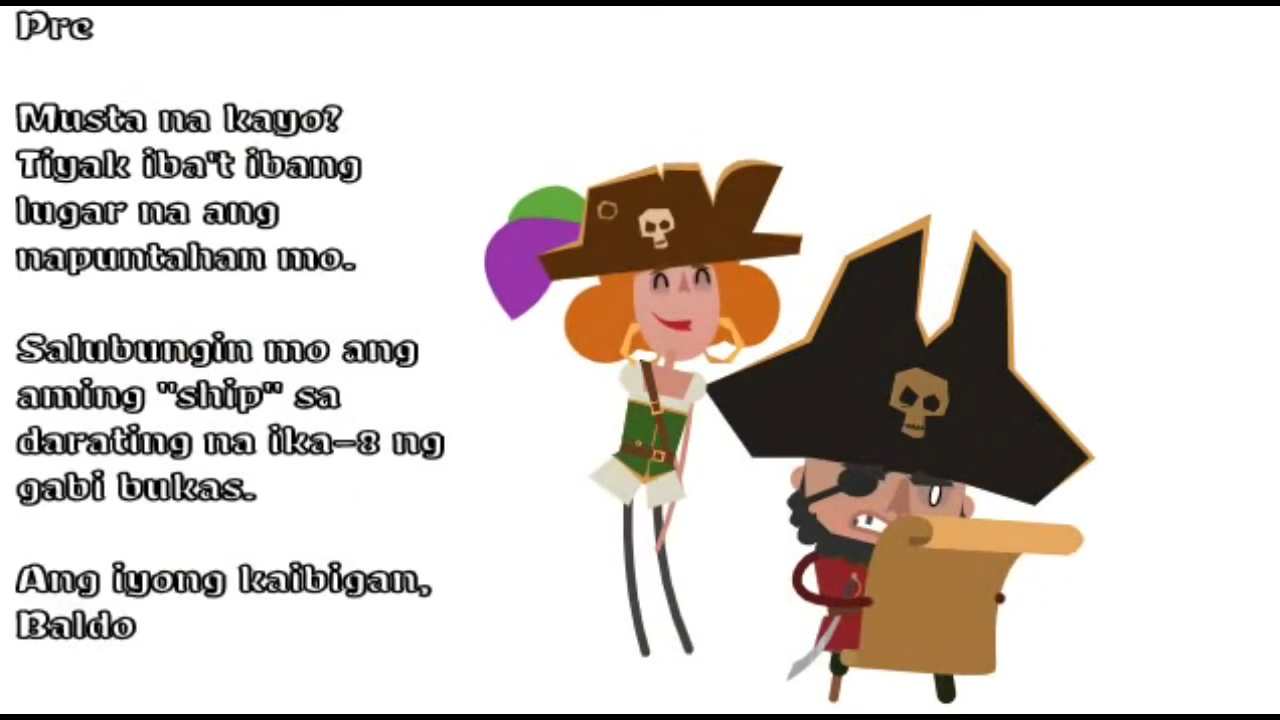 Pre
Musta na kayo?
Tiyak iba't ibang
lugar na ang
napuntahan mo.
Salubungin mo ang
aming "ship" sa
darating na ika-8 ng
gabi bukas.
Ang iyong kaibigan,
Baldo